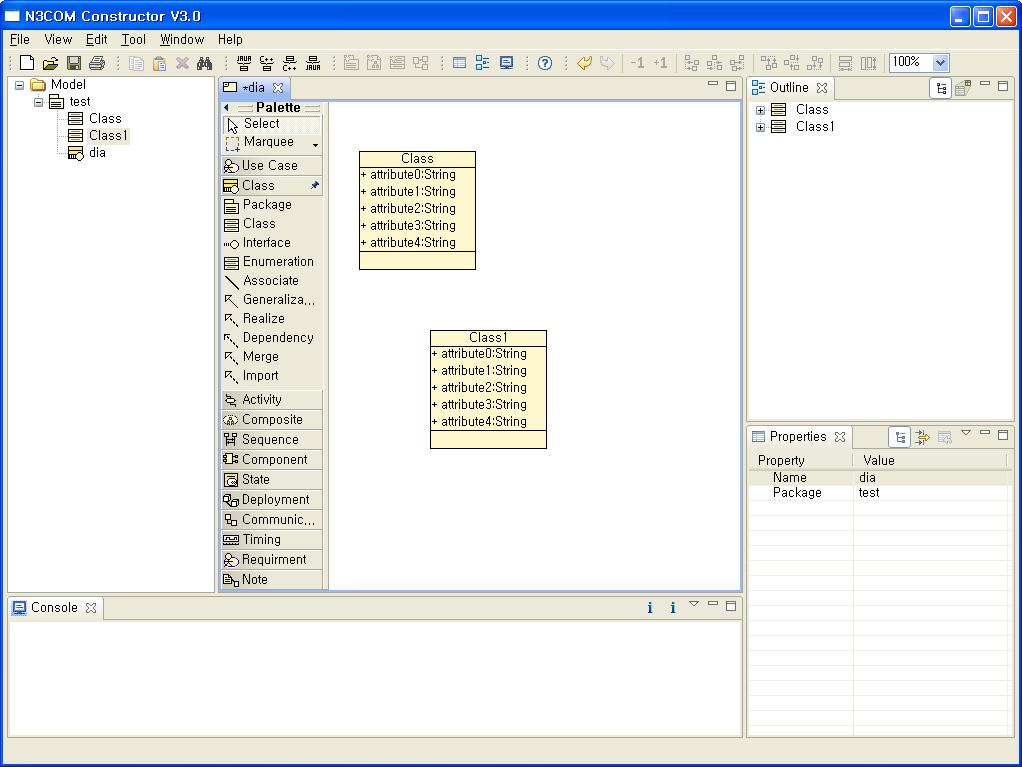 N3COM Constructor V3.0
File View Edit Tool Window Help
-1 +1 100%
Model
test
Class
Class1
dia
*dia
Palette
Select
Marquee
Use Case
Class
Package
Class
Interface
Enumeration
Associate
Generaliza...
Realize
Dependency
Merge
Import
Activity
Composite
Sequence
Component
State
Deployment
Communic...
Timing
Requirment
Note
Class
+ attribute0:String
+ attribute1:String
+ attribute2:String
+ attribute3:String
+ attribute4:String
Class1
+ attribute0:String
+ attribute1:String
+ attribute2:String
+ attribute3:String
+ attribute4:String
Outline
Class
Class1
Properties
Property Value
Name dia
Package test
Console